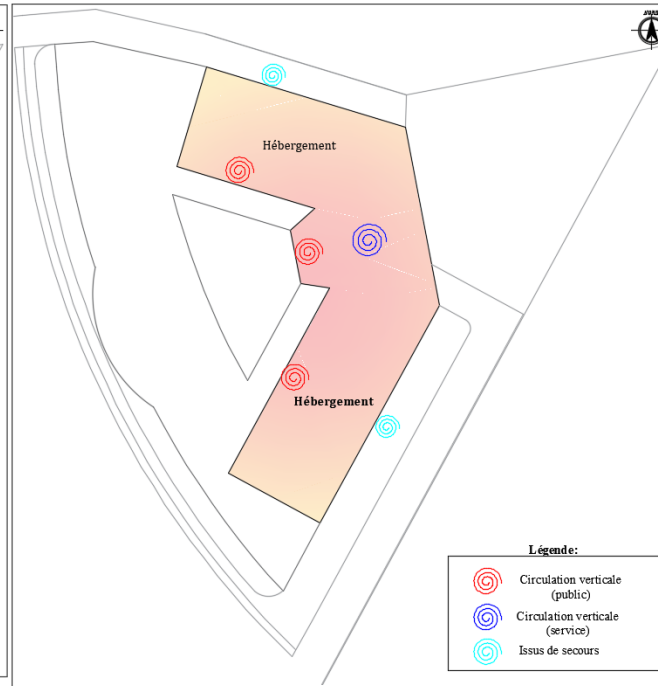 Hébergement
Hébergement
Légende:
Circulation verticale
(public)
Circulation verticale
(service)
Issus de secours